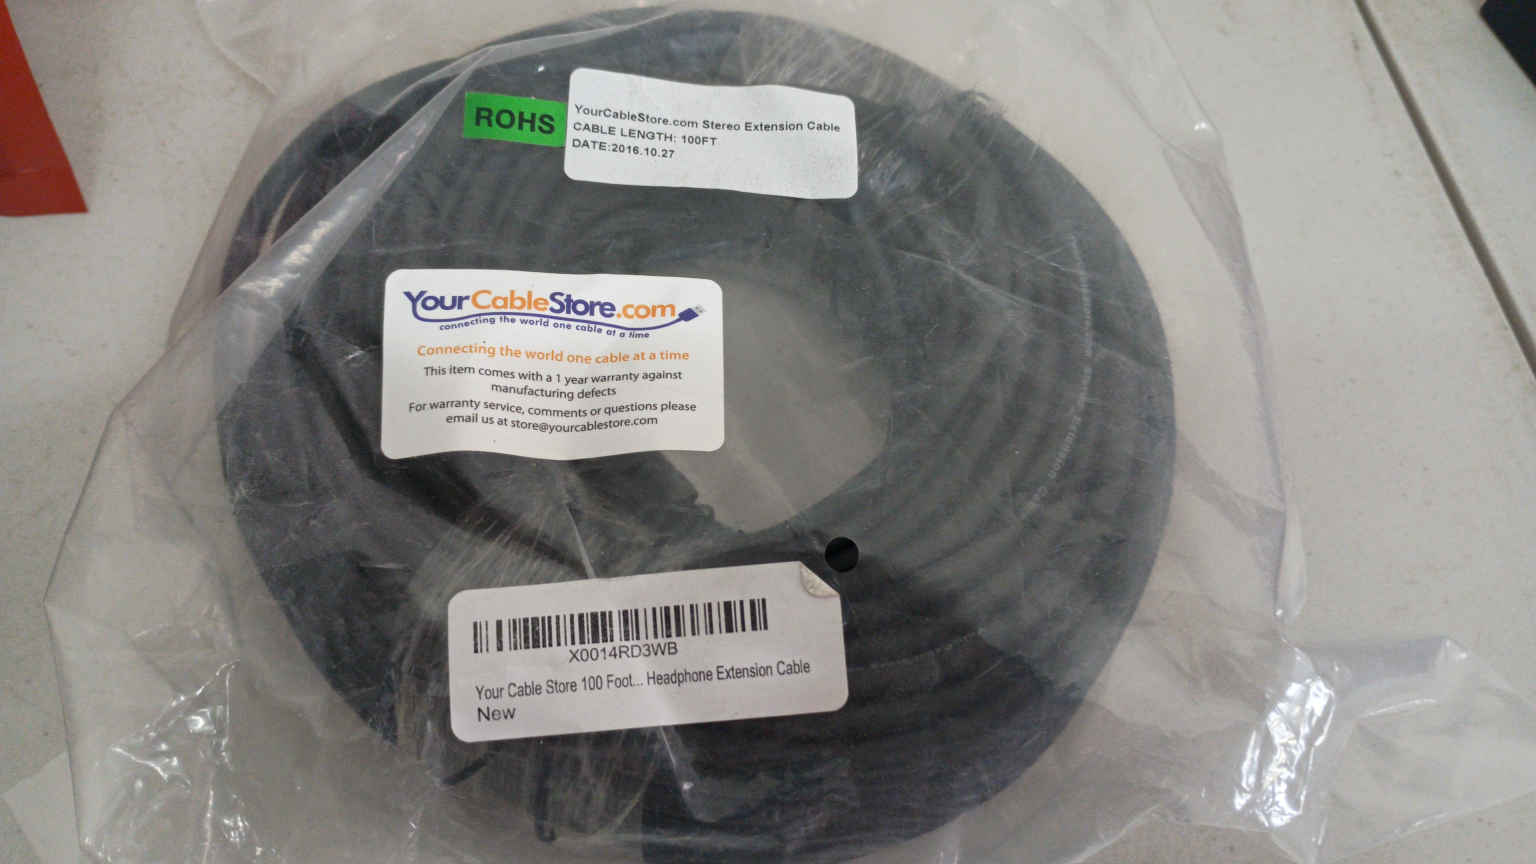 ROHS
YourCableStore.com Stereo Extension Cable
CABLE LENGTH: 100FT
DATE:2016.10.27
YourCableStore.com
connecting the world one cable at a time
Connecting the world one cable at a time
This item comes with a 1 year warranty against
manufacturing defects
For warranty service, comments or questions please
email us at store@yourcablestore.com
X0014RD3WB
Your Cable Store 100 Foot... Headphone Extension Cable
New